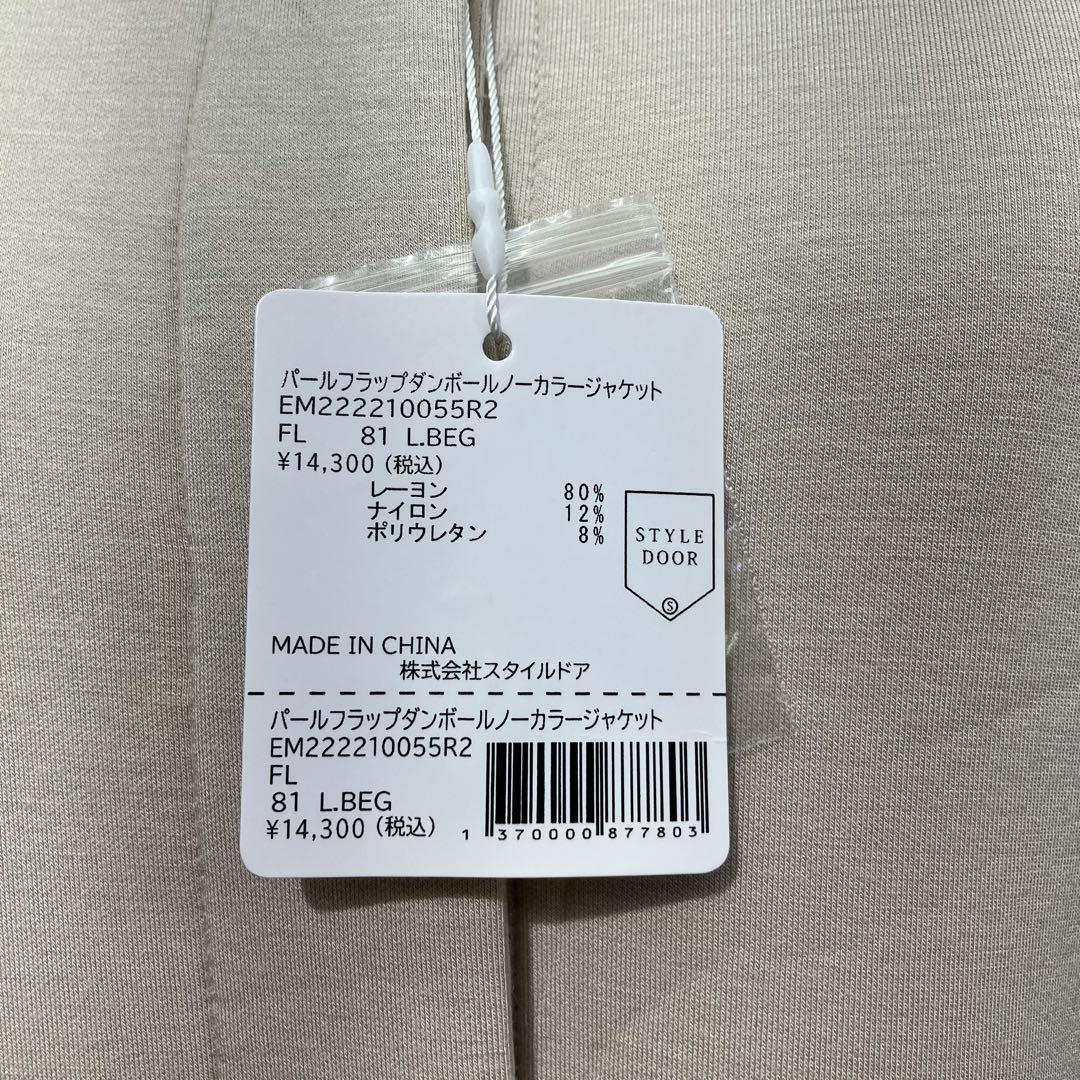 パールフラップダンボールノーカラージャケット
EM222210055R2
FL 81 L.BEG
¥14,300 (税込)
レーヨン 80%
ナイロン 12%
ポリウレタン 8%
STYLE
DOOR
S
MADE IN CHINA
株式会社スタイルドア
パールフラップダンボールノーカラージャケット
EM222210055R2
FL
81 L.BEG
¥14,300 (税込)
1 370000 877803